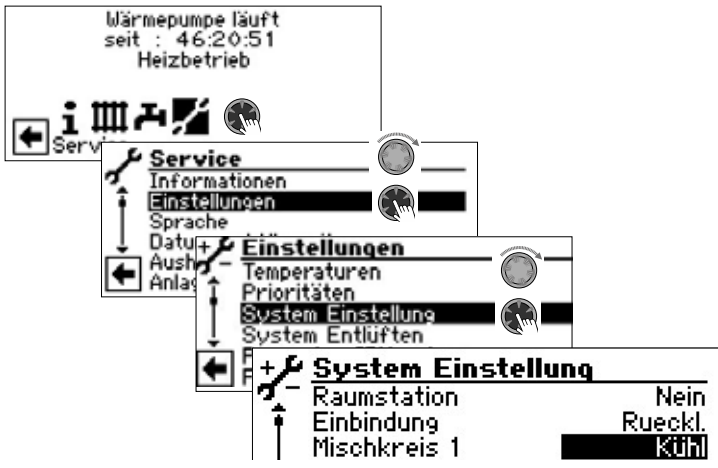 Wärmepumpe läuft
seit : 46:20:51
Heizbetrieb
Service
Informationen
Einstellungen
Sprache
Einstellungen
Temperaturen
Prioritäten
System Einstellung
System Entlüften
System Einstellung
Raumstation Nein
Einbindung Rueckl.
Mischkreis 1 Kühl